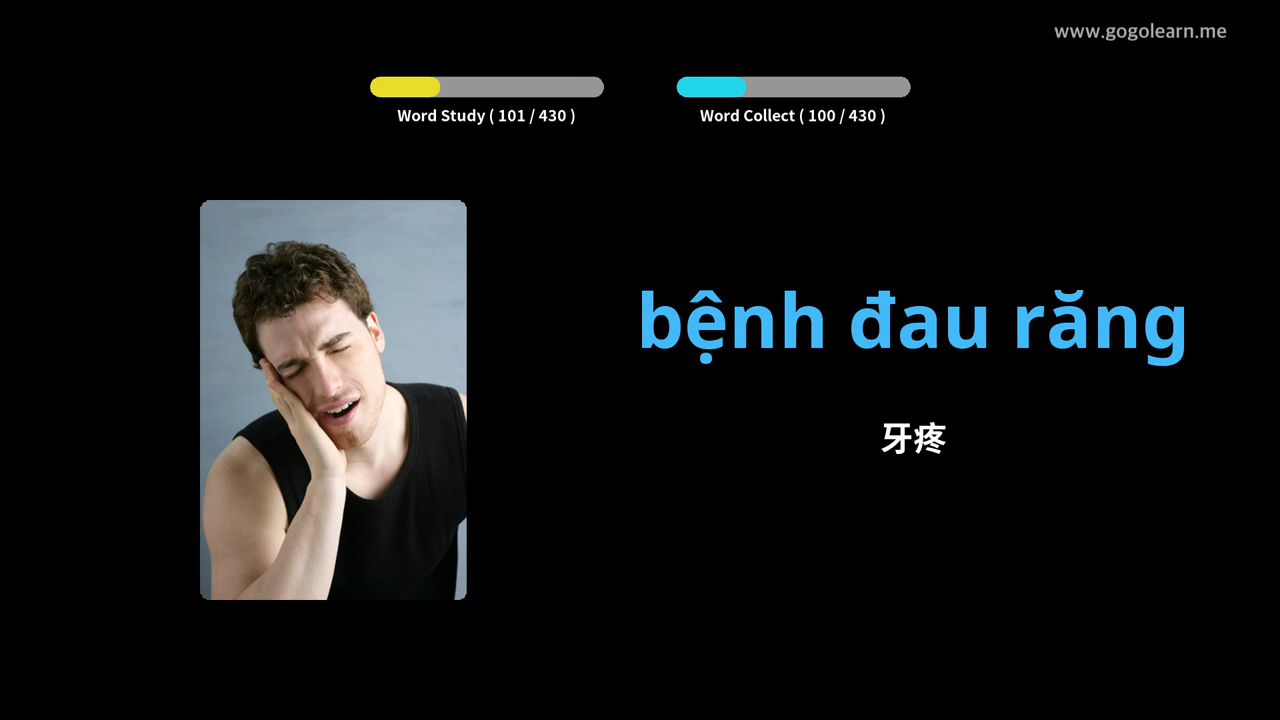 www.gogolearn.me
Word Study ( 101 / 430 )
Word Collect ( 100 / 430 )
bệnh đau răng
牙疼